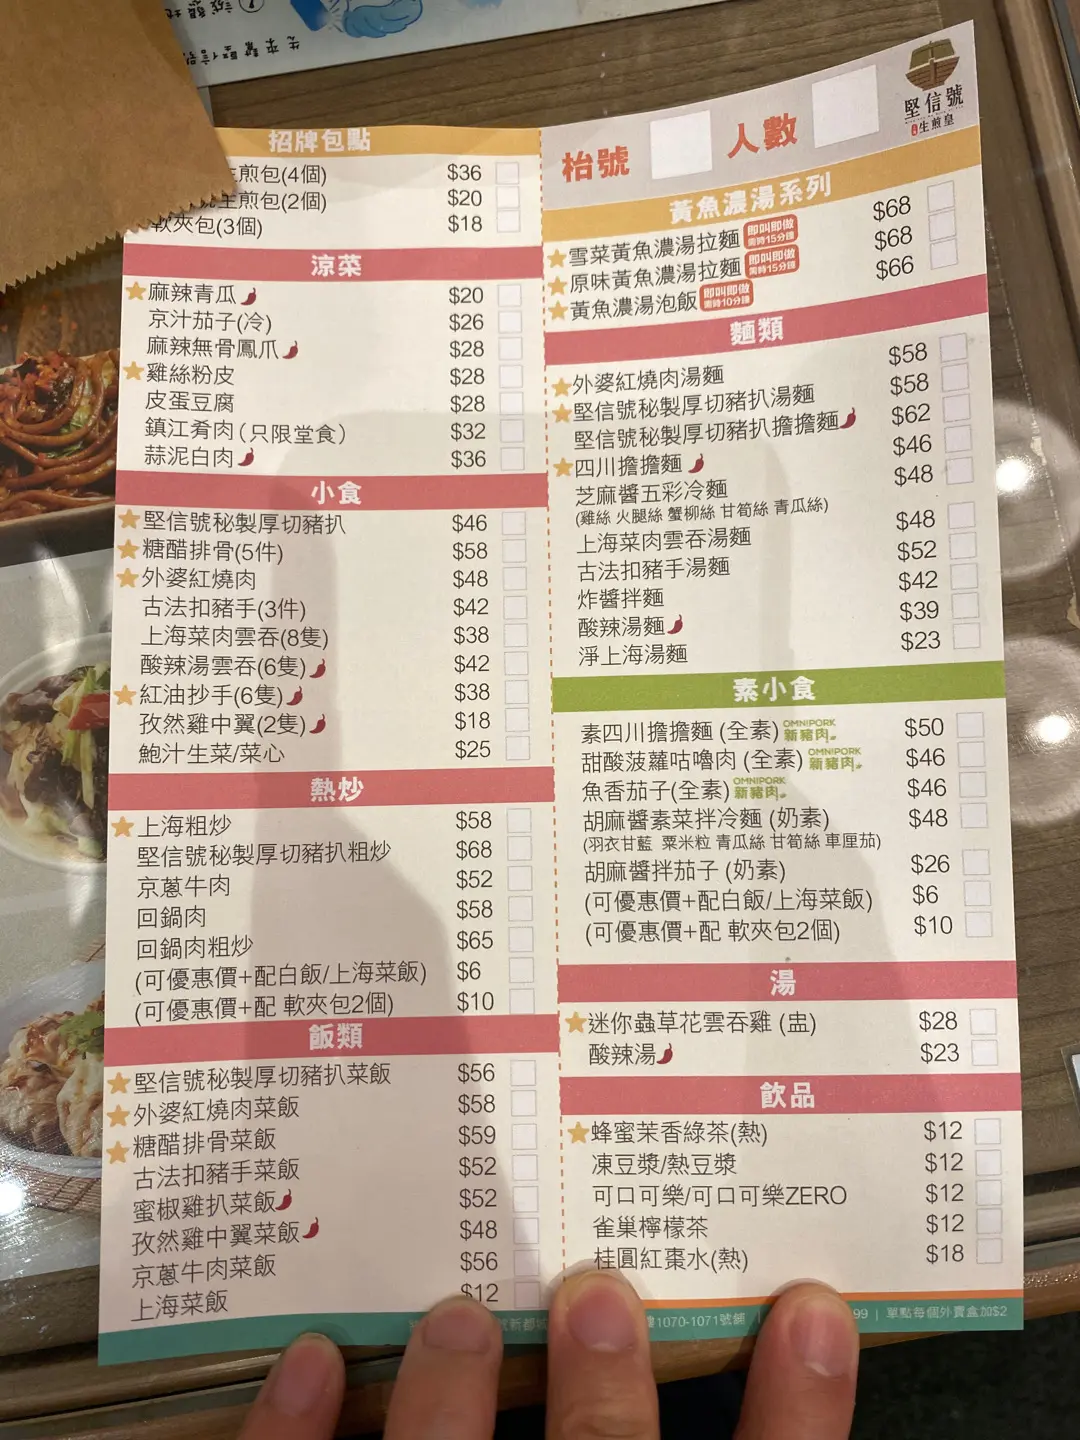 招牌包點
生煎包(4個) $36
生煎包(2個) $20
軟夾包(3個) $18
涼菜
麻辣青瓜 $20
京汁茄子(冷) $26
麻辣無骨鳳爪 $28
雞絲粉皮 $28
皮蛋豆腐 $28
鎮江肴肉(只限堂食) $32
蒜泥白肉 $36
小食
堅信號秘製厚切豬扒 $46
糖醋排骨(5件) $58
外婆紅燒肉 $48
古法扣豬手(3件) $42
上海菜肉雲吞(8隻) $38
酸辣湯雲吞(6隻) $42
紅油抄手(6隻) $38
孜然雞中翼(2隻) $18
鮑汁生菜/菜心 $25
熱炒
上海粗炒 $58
堅信號秘製厚切豬扒粗炒 $68
京蔥牛肉 $52
回鍋肉 $58
回鍋肉粗炒 $65
(可優惠價+配白飯/上海菜飯) $6
(可優惠價+配 軟夾包2個) $10
飯類
堅信號秘製厚切豬扒菜飯 $56
外婆紅燒肉菜飯 $58
糖醋排骨菜飯 $59
古法扣豬手菜飯 $52
蜜椒雞扒菜飯 $52
孜然雞中翼菜飯 $48
京蔥牛肉菜飯 $56
上海菜飯 $12
堅信號
生煎皇
枱號 人數
黃魚濃湯系列
雪菜黃魚濃湯拉麵 即叫即做 需時15分鐘 $68
原味黃魚濃湯拉麵 即叫即做 需時15分鐘 $68
黃魚濃湯泡飯 即叫即做 需時10分鐘 $66
麵類
外婆紅燒肉湯麵 $58
堅信號秘製厚切豬扒湯麵 $58
堅信號秘製厚切豬扒擔擔麵 $62
四川擔擔麵 $46
芝麻醬五彩冷麵 $48
(雞絲 火腿絲 蟹柳絲 甘筍絲 青瓜絲)
上海菜肉雲吞湯麵 $48
古法扣豬手湯麵 $52
炸醬拌麵 $42
酸辣湯麵 $39
淨上海湯麵 $23
素小食
素四川擔擔麵 (全素) OMNIPORK 新豬肉 $50
甜酸菠蘿咕嚕肉 (全素) OMNIPORK 新豬肉 $46
魚香茄子(全素) OMNIPORK 新豬肉 $46
胡麻醬素菜拌冷麵 (奶素) $48
(羽衣甘藍 粟米粒 青瓜絲 甘筍絲 車厘茄)
胡麻醬拌茄子 (奶素) $26
(可優惠價+配白飯/上海菜飯) $6
(可優惠價+配 軟夾包2個) $10
湯
迷你蟲草花雲吞雞 (盅) $28
酸辣湯 $23
飲品
蜂蜜茉香綠茶(熱) $12
凍豆漿/熱豆漿 $12
可口可樂/可口可樂ZERO $12
雀巢檸檬茶 $12
桂圓紅棗水(熱) $18
號新都城
樓1070-1071號舖 | 99 | 單點每個外賣盒加$2